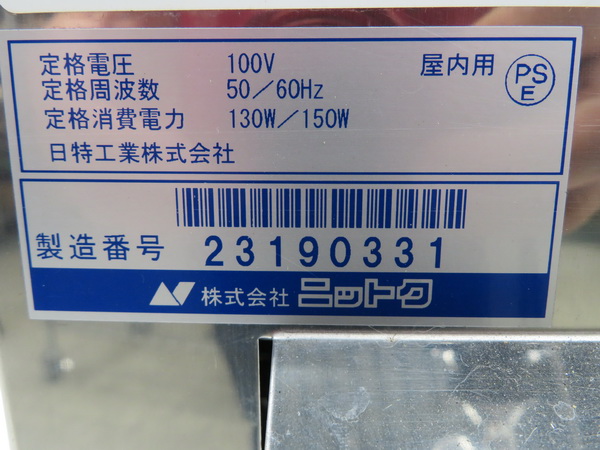 定格電圧 100V 屋内用
定格周波数 50/60Hz
PS
E
定格消費電力 130W/150W
日特工業株式会社
製造番号 23190331
株式会社 ニットク